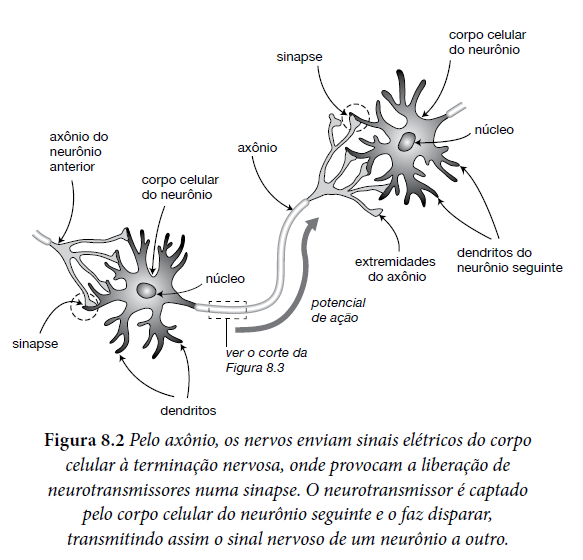 corpo celular
do neurônio
sinapse
núcleo
axônio do
neurônio
anterior
axônio
corpo celular
do neurônio
dendritos do
neurônio seguinte
extremidades
do axônio
núcleo
potencial
de ação
sinapse
ver o corte da
Figura 8.3
dendritos
Figura 8.2 Pelo axônio, os nervos enviam sinais elétricos do corpo
celular à terminação nervosa, onde provocam a liberação de
neurotransmissores numa sinapse. O neurotransmissor é captado
pelo corpo celular do neurônio seguinte e o faz disparar,
transmitindo assim o sinal nervoso de um neurônio a outro.